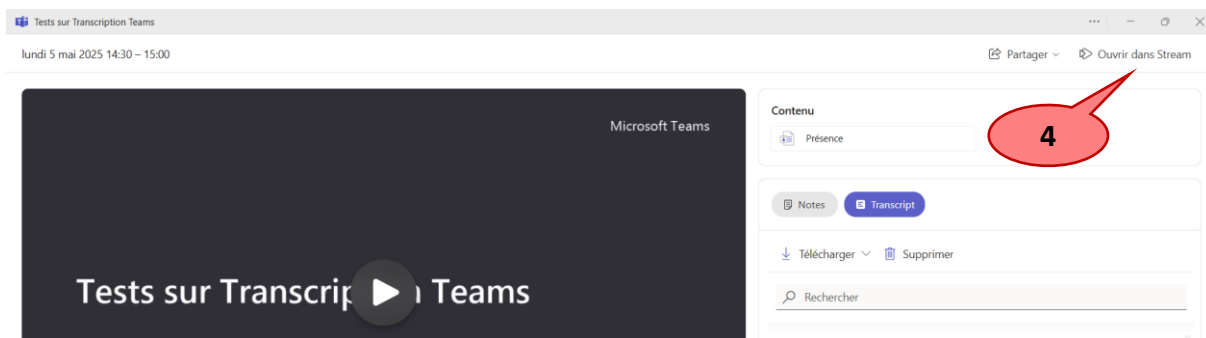 Tests sur Transcription Teams
lundi 5 mai 2025 14:30 – 15:00
Partager
Ouvrir dans Stream
Microsoft Teams
Contenu
Présence
4
Notes
Transcript
Télécharger
Supprimer
Rechercher
Tests sur Transcrip Teams